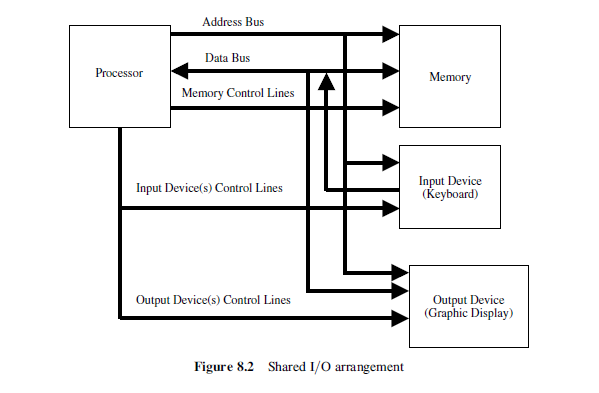 Address Bus
Data Bus
Processor
Memory
Memory Control Lines
Input Device(s) Control Lines
Input Device
(Keyboard)
Output Device(s) Control Lines
Output Device
(Graphic Display)
Figure 8.2 Shared I/O arrangement